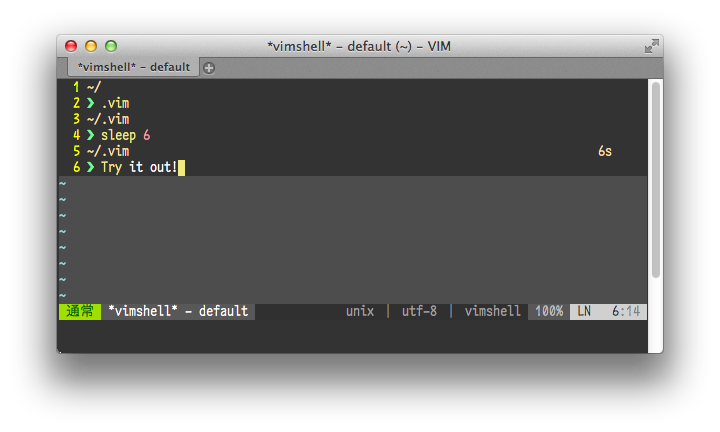 *vimshell* - default (~) - VIM
*vimshell* - default
1 ~/
2 ❯ .vim
3 ~/.vim
4 ❯ sleep 6
5 ~/.vim 6s
6 ❯ Try it out!
~
~
~
~
~
~
~
~
通常 *vimshell* - default unix | utf-8 | vimshell 100% LN 6:14